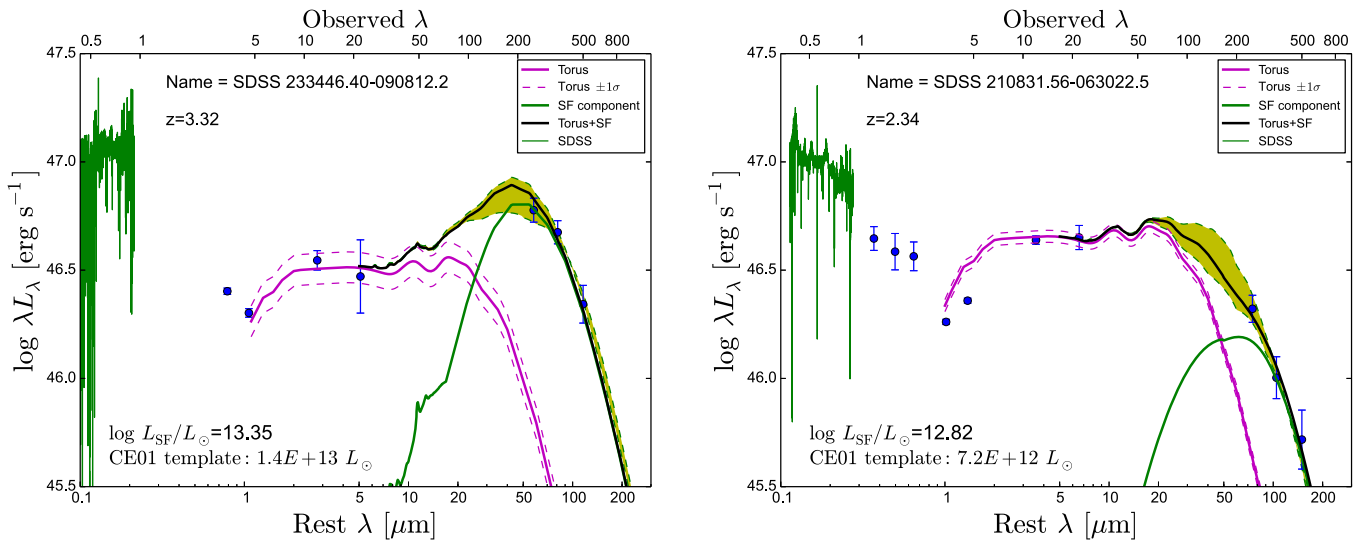 Observed λ
0.5 1 5 10 20 50 100 200 400 800
47.5
47.0
46.5
46.0
45.5
log λL_λ [erg s⁻¹]
Name = SDSS 233446.40-090812.2
z=3.32
Torus
Torus ±1σ
SF component
Torus+SF
SDSS
log L_SF/L_⊙=13.35
CE01 template: 1.4E+13 L_⊙
0.1 1 5 10 20 50 100 200
Rest λ [μm]
Observed λ
0.5 1 5 10 20 50 100 200 400 800
47.5
47.0
46.5
46.0
45.5
log λL_λ [erg s⁻¹]
Name = SDSS 210831.56-063022.5
z=2.34
Torus
Torus ±1σ
SF component
Torus+SF
SDSS
log L_SF/L_⊙=12.82
CE01 template: 7.2E+12 L_⊙
0.1 1 5 10 20 50 100 200
Rest λ [μm]